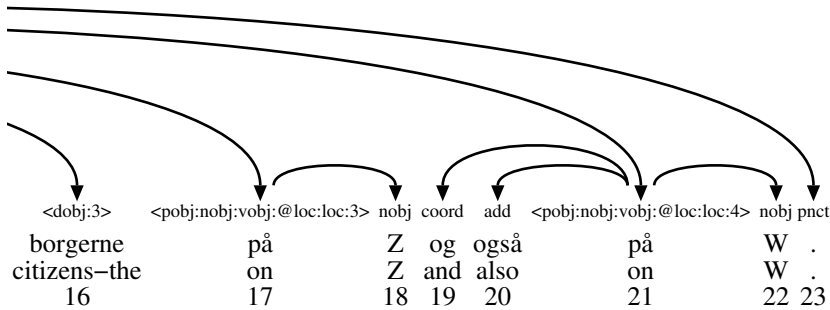 <dobj:3> <pobj:nobj:vobj:@loc:loc:3> nobj coord add <pobj:nobj:vobj:@loc:loc:4> nobj pnct
borgerne på Z og også på W .
citizens−the on Z and also on W .
16 17 18 19 20 21 22 23